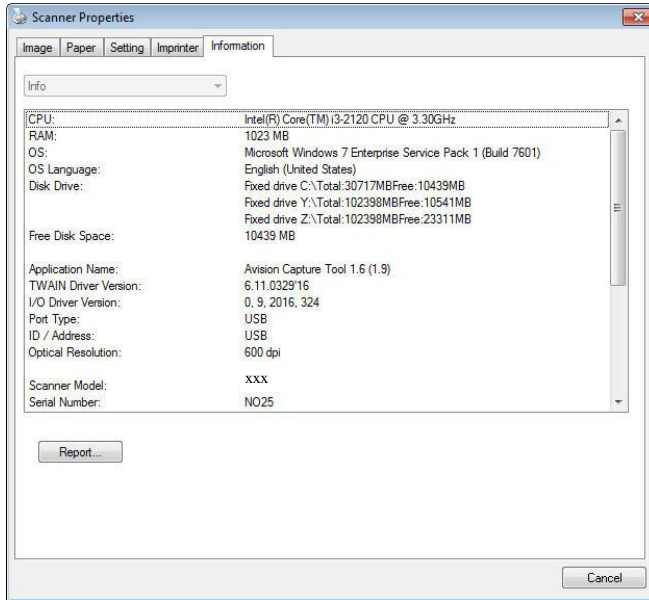 Scanner Properties
Image Paper Setting Imprinter Information
Info
CPU: Intel(R) Core(TM) i3-2120 CPU @ 3.30GHz
RAM: 1023 MB
OS: Microsoft Windows 7 Enterprise Service Pack 1 (Build 7601)
OS Language: English (United States)
Disk Drive: Fixed drive C:\Total:30717MBFree:10439MB
Fixed drive Y:\Total:102398MBFree:10541MB
Fixed drive Z:\Total:102398MBFree:23311MB
Free Disk Space: 10439 MB
Application Name: Avision Capture Tool 1.6 (1.9)
TWAIN Driver Version: 6.11.0329'16
I/O Driver Version: 0, 9, 2016, 324
Port Type: USB
ID / Address: USB
Optical Resolution: 600 dpi
Scanner Model: xxx
Serial Number: NO25
Report...
Cancel